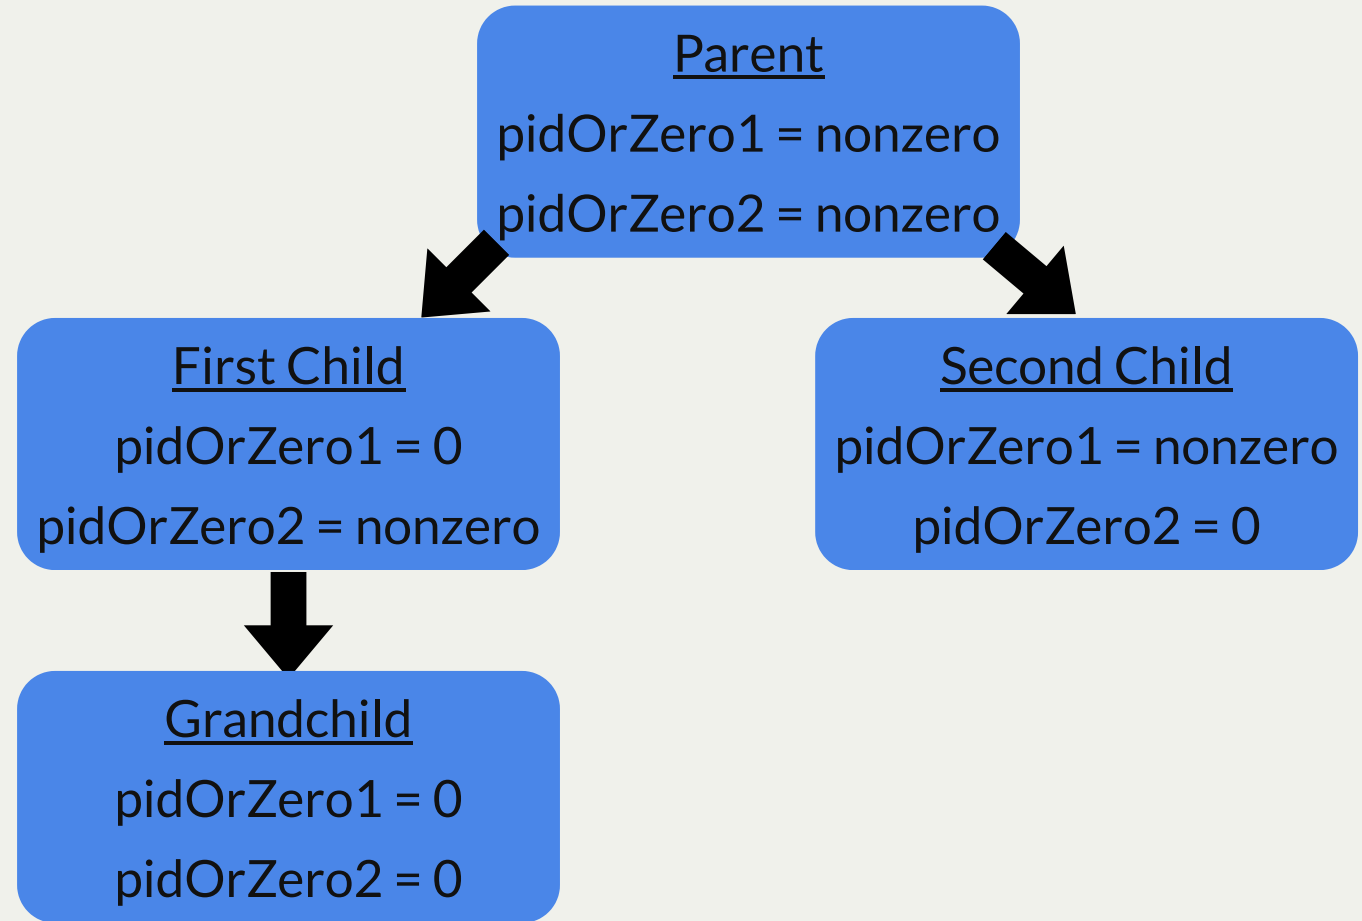 Parent
pidOrZero1 = nonzero
pidOrZero2 = nonzero
First Child
pidOrZero1 = 0
pidOrZero2 = nonzero
Second Child
pidOrZero1 = nonzero
pidOrZero2 = 0
Grandchild
pidOrZero1 = 0
pidOrZero2 = 0